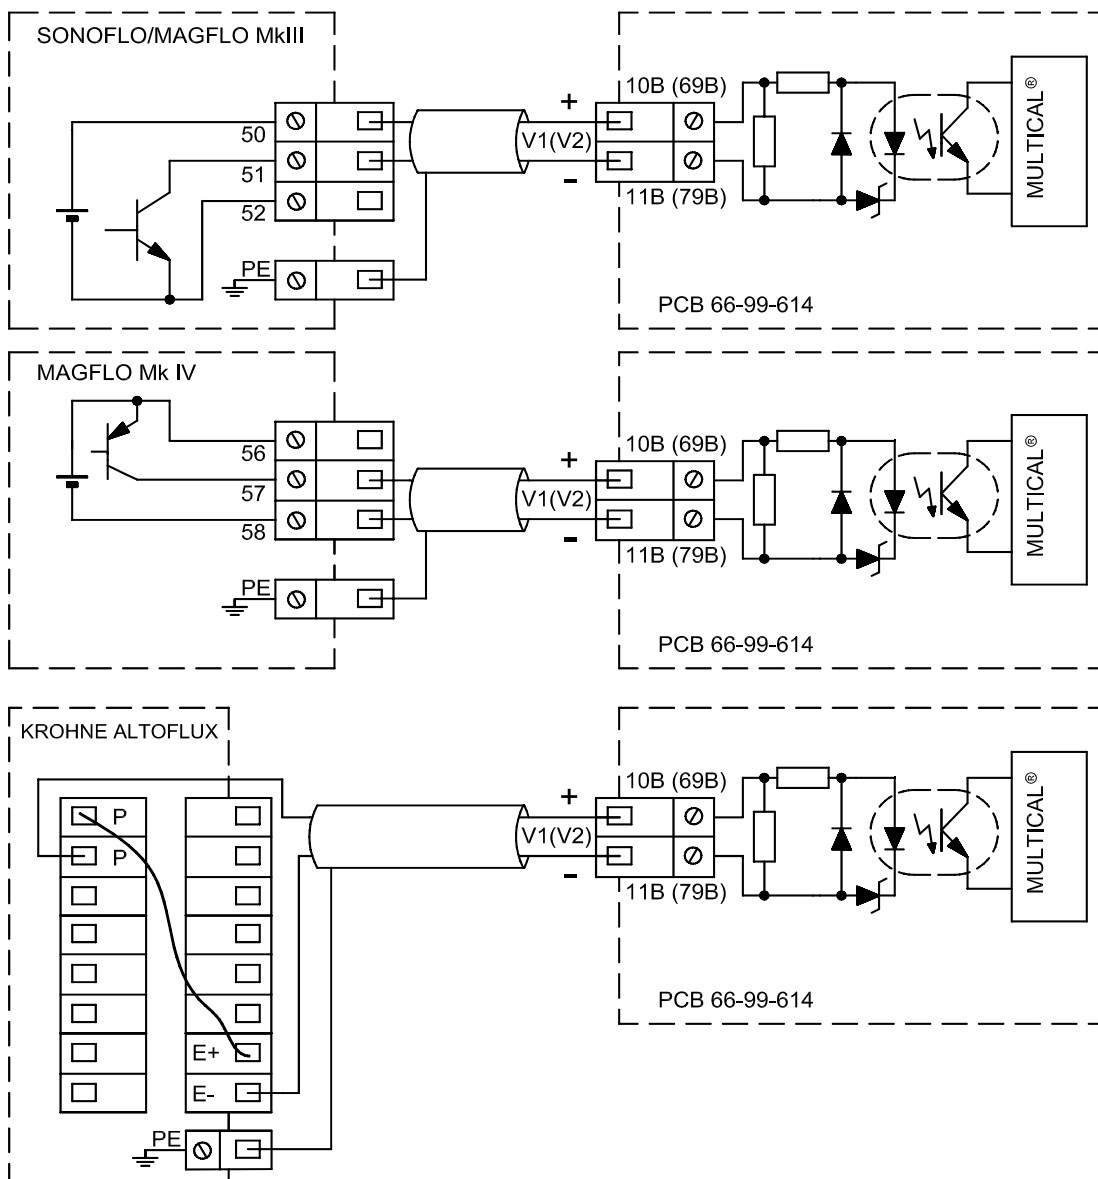 SONOFLO/MAGFLO MkIII
50
51
52
PE
+
V1(V2)
-
10B (69B)
11B (79B)
MULTICAL®
PCB 66-99-614
MAGFLO Mk IV
56
57
58
PE
+
V1(V2)
-
10B (69B)
11B (79B)
MULTICAL®
PCB 66-99-614
KROHNE ALTOFLUX
P
P
E+
E-
PE
+
V1(V2)
-
10B (69B)
11B (79B)
MULTICAL®
PCB 66-99-614